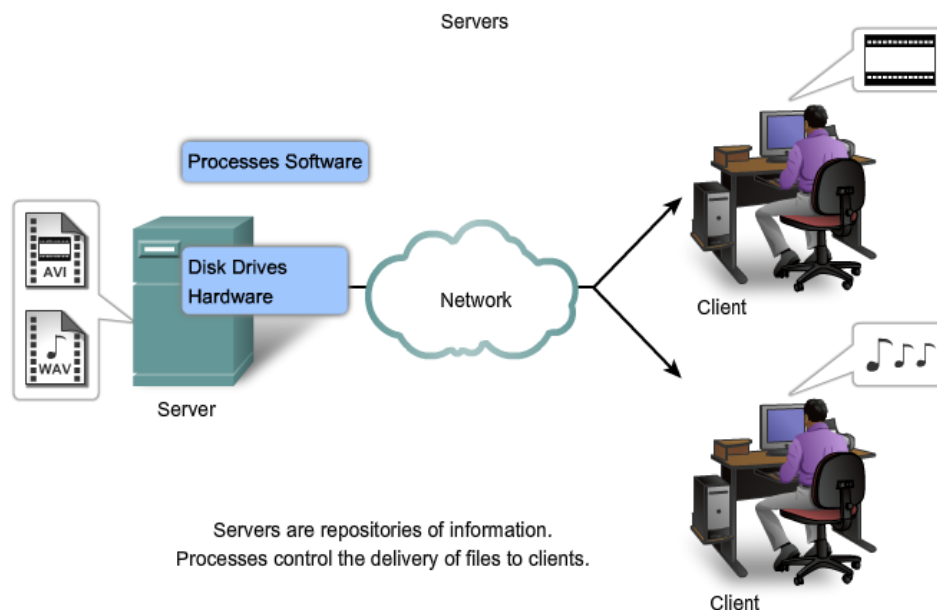 Servers
Processes Software
AVI
Disk Drives
Hardware
WAV
Server
Network
Client
Client
Servers are repositories of information.
Processes control the delivery of files to clients.